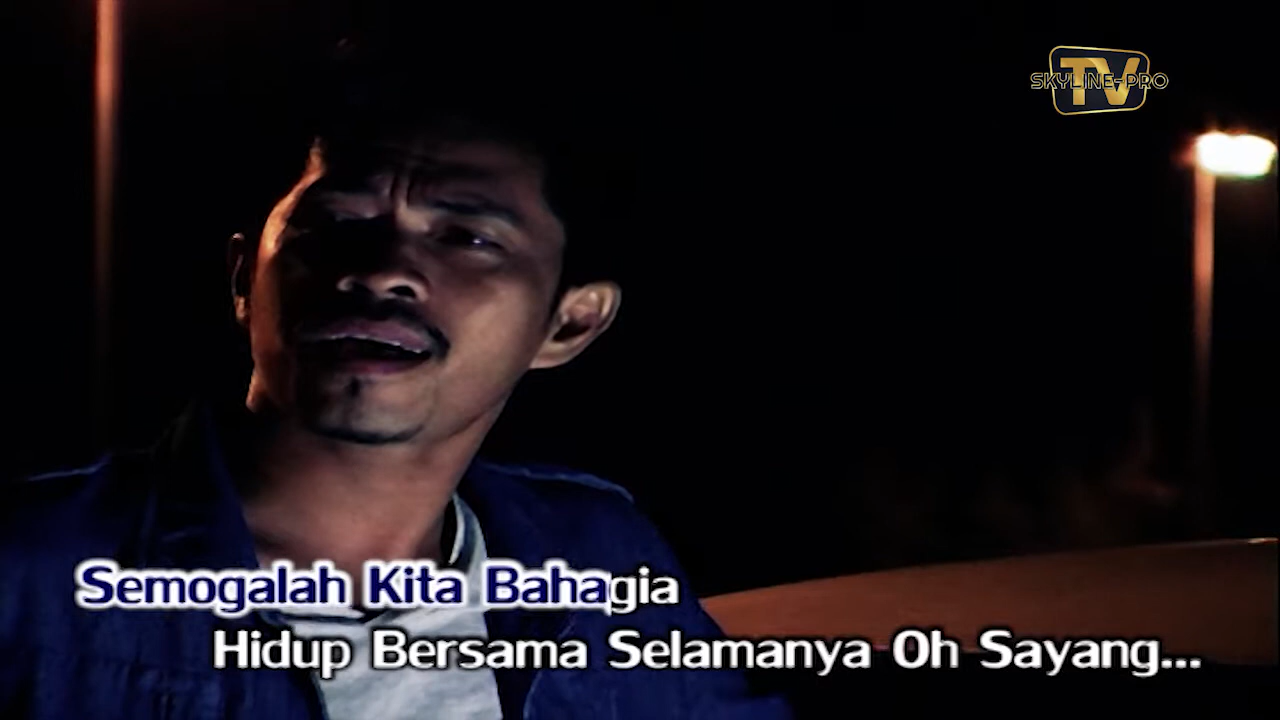 TV
SKYLINE-PRO
Semogalah Kita Bahagia
Hidup Bersama Selamanya Oh Sayang...